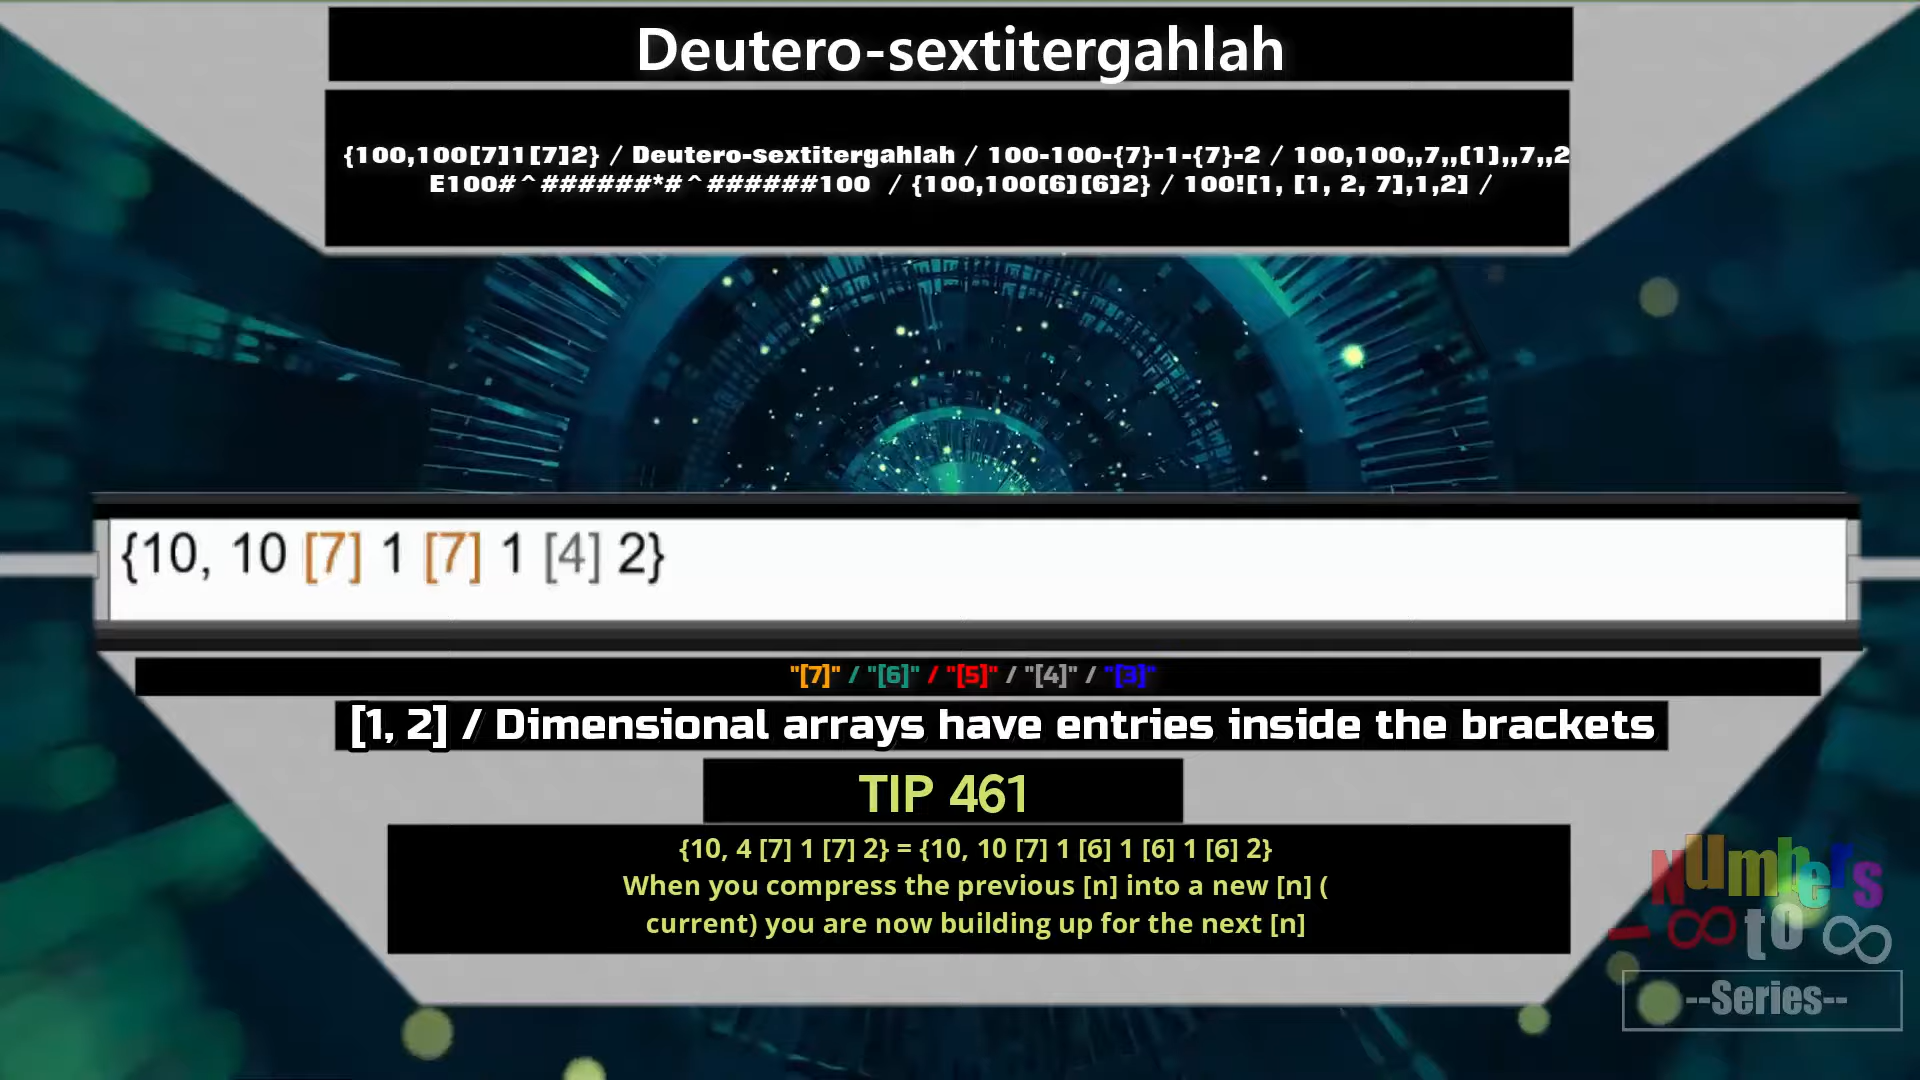 Deutero-sextitergahlah
{100,100[7]1[7]2} / Deutero-sextitergahlah / 100-100-{7}-1-{7}-2 / 100,100,,7,,(1),,7,,2
E100#^######*#^######100 / {100,100(6)(6)2} / 100![1, [1, 2, 7],1,2] /
{10, 10 [7] 1 [7] 1 [4] 2}
"[7]" / "[6]" / "[5]" / "[4]" / "[3]"
[1, 2] / Dimensional arrays have entries inside the brackets
TIP 461
{10, 4 [7] 1 [7] 2} = {10, 10 [7] 1 [6] 1 [6] 1 [6] 2}
When you compress the previous [n] into a new [n] (
current) you are now building up for the next [n]
Numbers
-∞ to ∞
--Series--